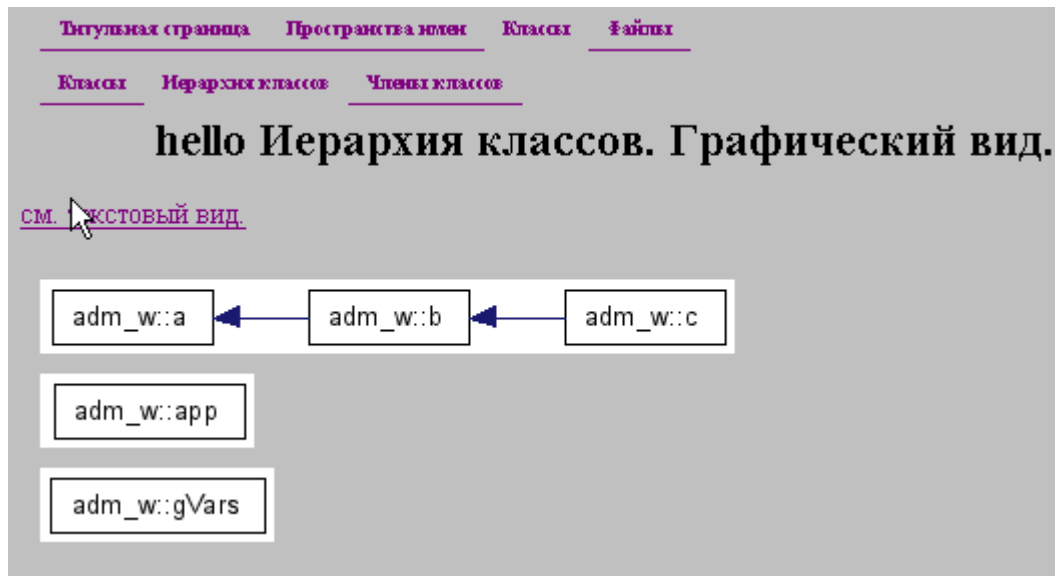 Титульная страница Пространства имен Классы Файлы
Классы Иерархия классов Члены классов
hello Иерархия классов. Графический вид.
см. текстовый вид.
adm_w::a adm_w::b adm_w::c
adm_w::app
adm_w::gVars